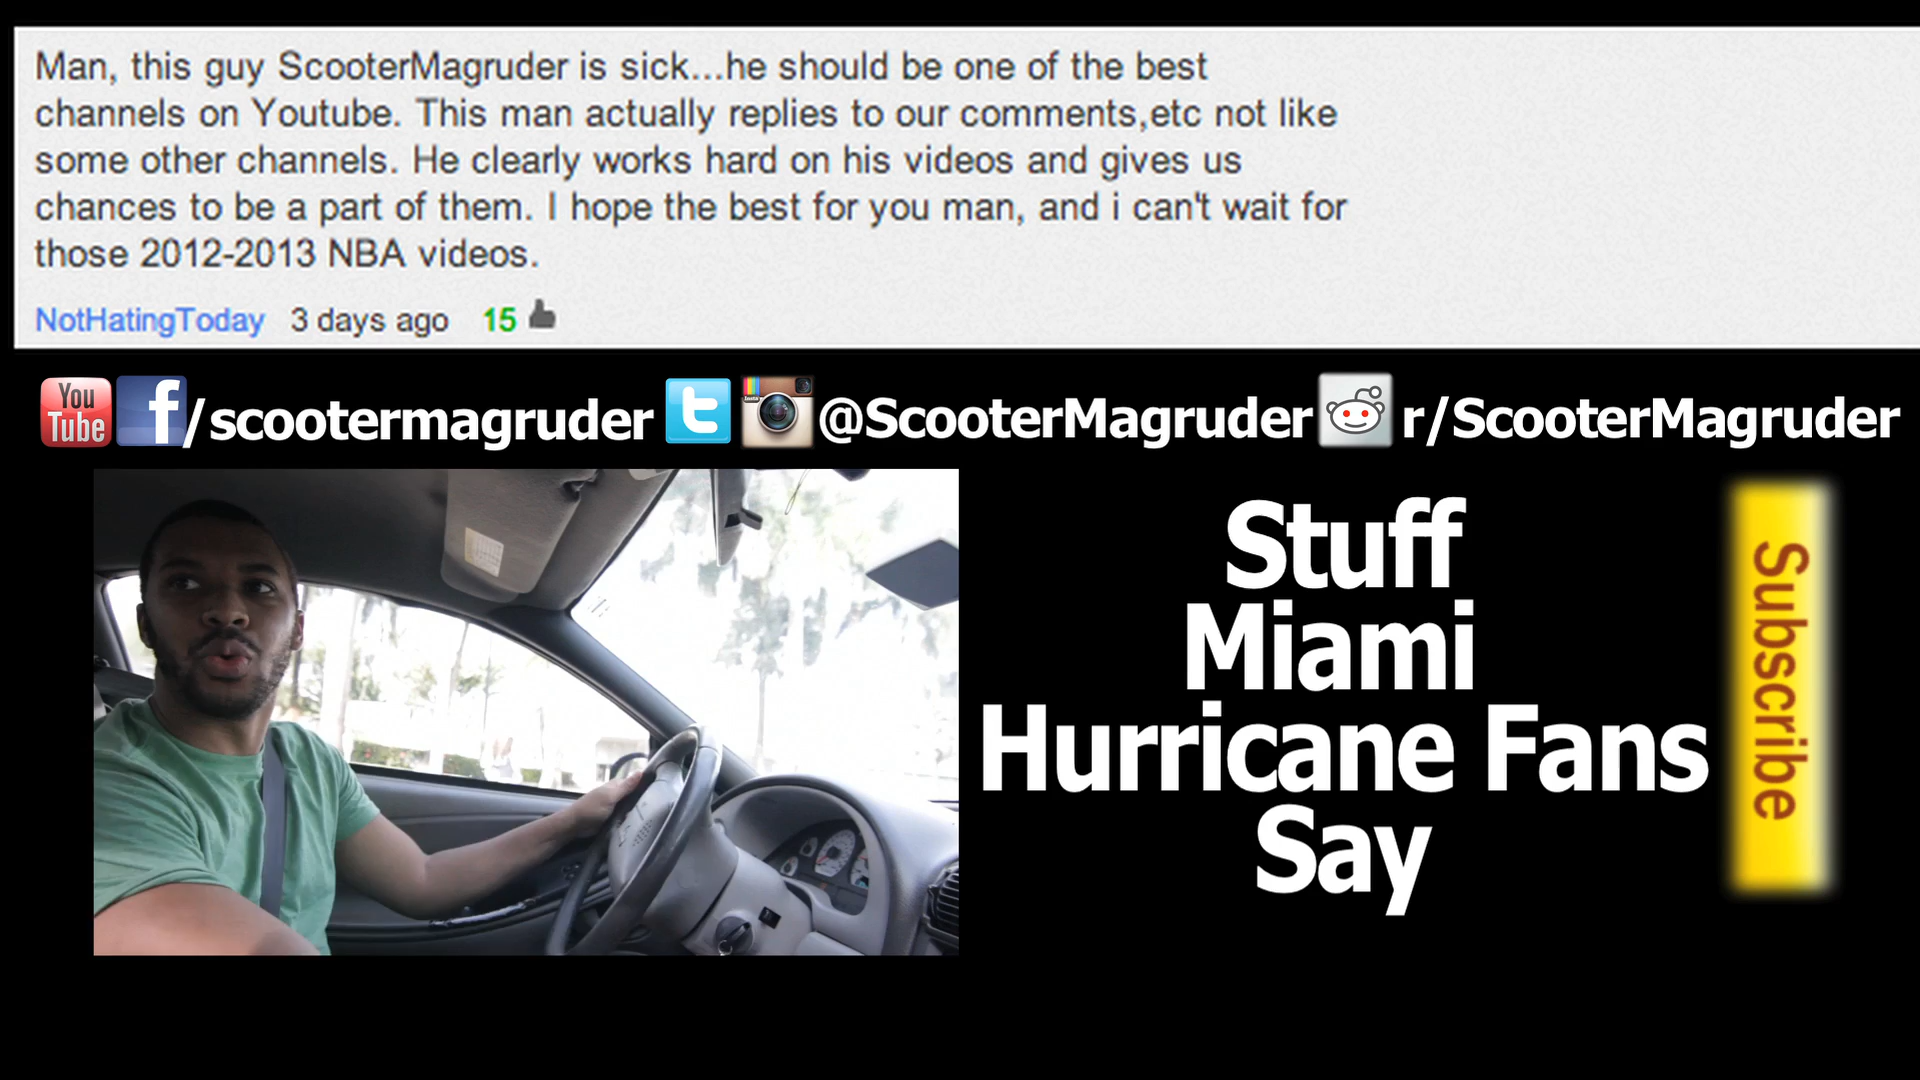 Man, this guy ScooterMagruder is sick...he should be one of the best
channels on Youtube. This man actually replies to our comments,etc not like
some other channels. He clearly works hard on his videos and gives us
chances to be a part of them. I hope the best for you man, and i can't wait for
those 2012-2013 NBA videos.
NotHatingToday 3 days ago 15
You Tube f/scootermagruder t @ScooterMagruder r/ScooterMagruder
Stuff
Miami
Hurricane Fans
Say
Subscribe